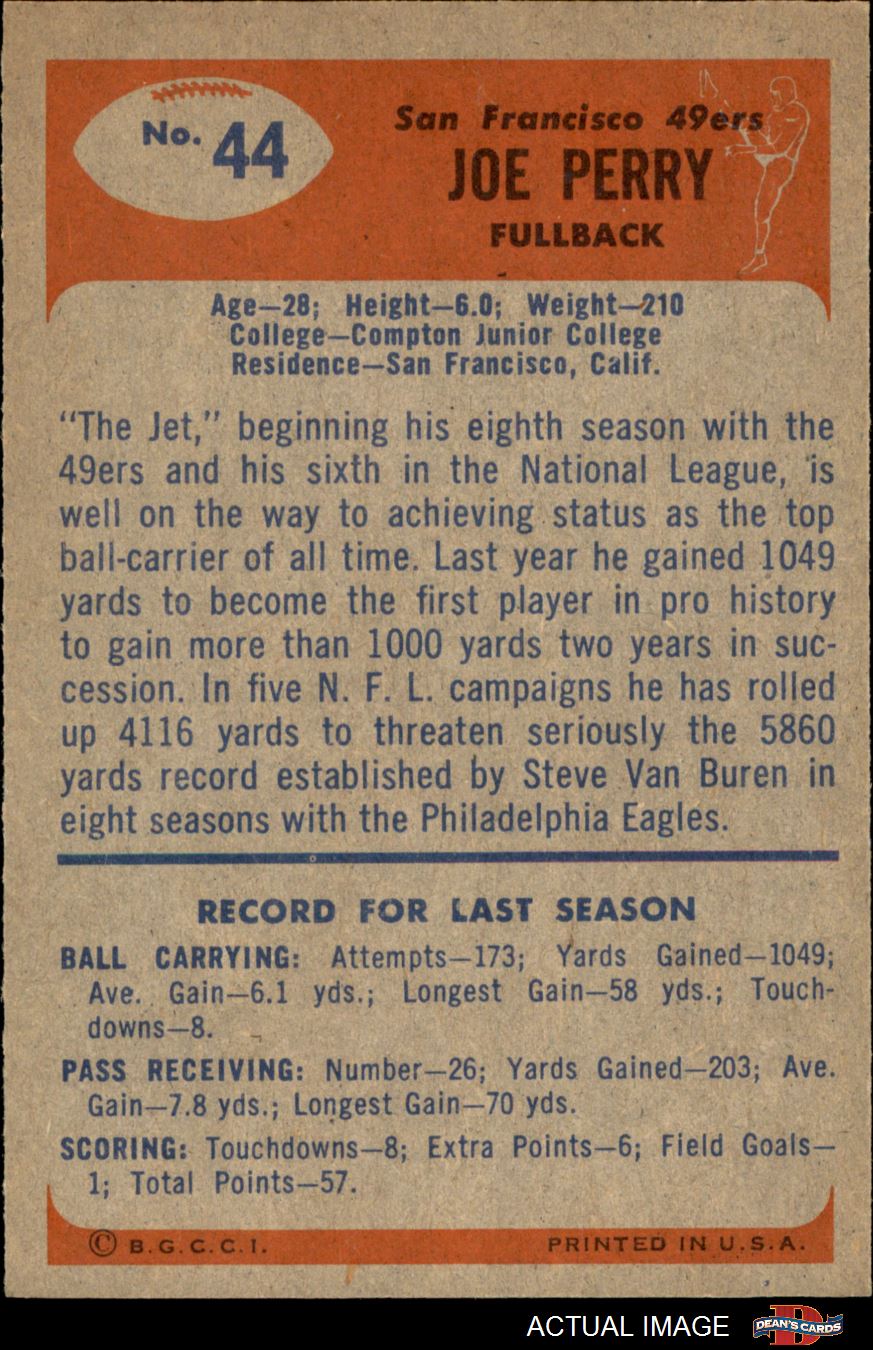 No. 44
San Francisco 49ers
JOE PERRY
FULLBACK
Age—28; Height—6.0; Weight—210
College—Compton Junior College
Residence—San Francisco, Calif.
"The Jet," beginning his eighth season with the
49ers and his sixth in the National League, is
well on the way to achieving status as the top
ball-carrier of all time. Last year he gained 1049
yards to become the first player in pro history
to gain more than 1000 yards two years in suc-
cession. In five N. F. L. campaigns he has rolled
up 4116 yards to threaten seriously the 5860
yards record established by Steve Van Buren in
eight seasons with the Philadelphia Eagles.
RECORD FOR LAST SEASON
BALL CARRYING: Attempts—173; Yards Gained—1049;
Ave. Gain—6.1 yds.; Longest Gain—58 yds.; Touch-
downs—8.
PASS RECEIVING: Number—26; Yards Gained—203; Ave.
Gain—7.8 yds.; Longest Gain—70 yds.
SCORING: Touchdowns—8; Extra Points—6; Field Goals—
1; Total Points—57.
© B. G. C. C. I. PRINTED IN U. S. A.
ACTUAL IMAGE DEAN'S CARDS